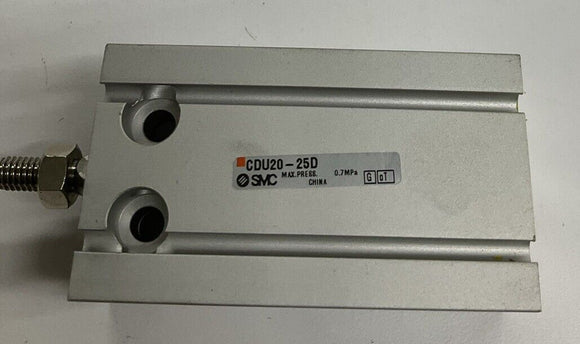 CDU20-25D
SMC MAX.PRESS. 0.7MPa
CHINA G oT